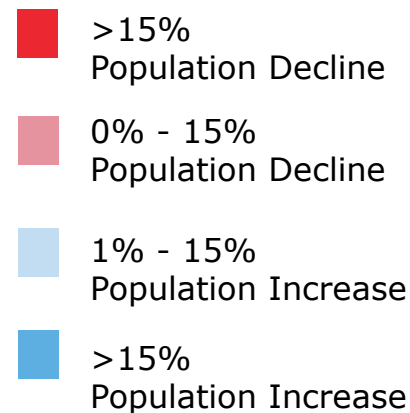 >15%
Population Decline
0% - 15%
Population Decline
1% - 15%
Population Increase
>15%
Population Increase